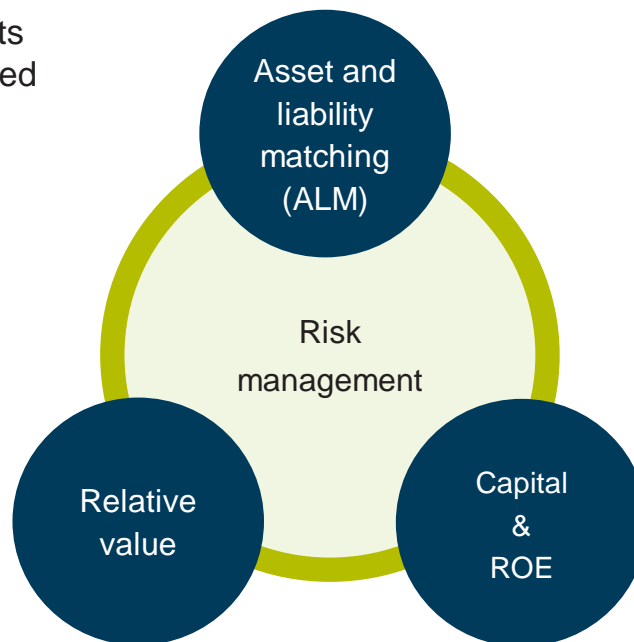 ts
ed
Asset and
liability
matching
(ALM)
Risk
management
Relative
value
Capital
&
ROE